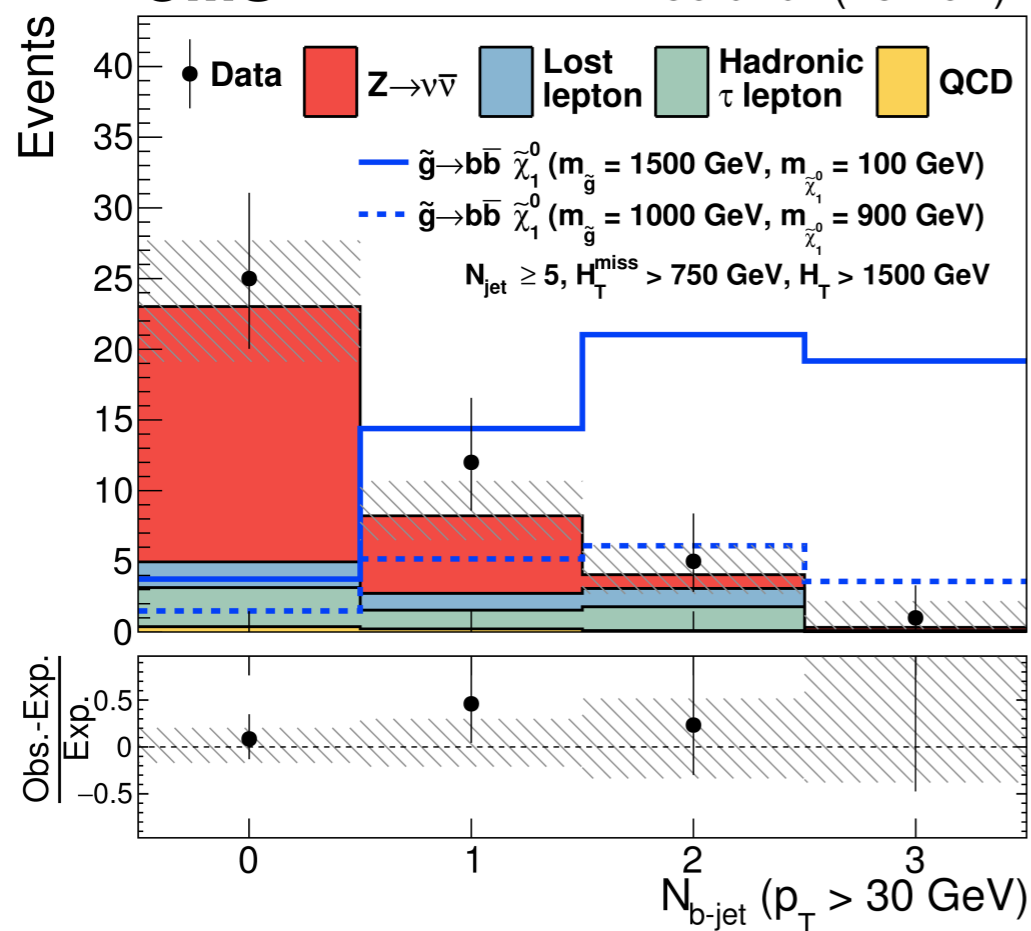 Events
40
35
30
25
20
15
10
5
0
Data
Z→νν̅
Lost lepton
Hadronic τ lepton
QCD
g̃→bb̅ χ̃₁⁰ (m_g̃ = 1500 GeV, m_χ̃₁⁰ = 100 GeV)
g̃→bb̅ χ̃₁⁰ (m_g̃ = 1000 GeV, m_χ̃₁⁰ = 900 GeV)
N_jet ≥ 5, H_T^miss > 750 GeV, H_T > 1500 GeV
Obs.-Exp.
Exp.
0.5
0
−0.5
0 1 2 3
N_b-jet (p_T > 30 GeV)